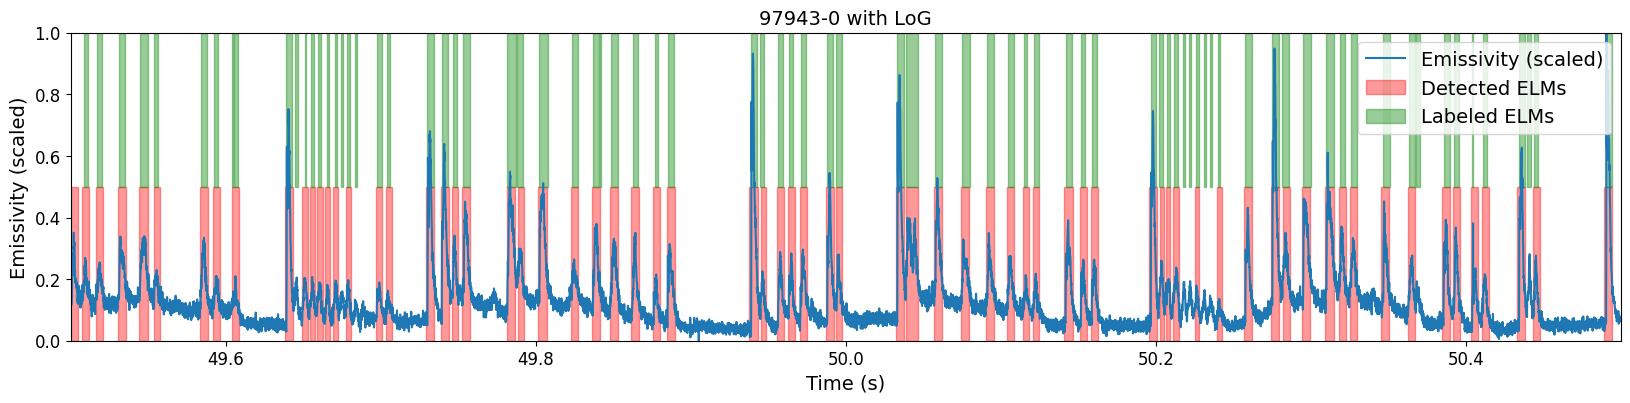 97943-0 with LoG
Emissivity (scaled)
1.0
0.8
0.6
0.4
0.2
0.0
Emissivity (scaled)
Detected ELMs
Labeled ELMs
49.6 49.8 50.0 50.2 50.4
Time (s)